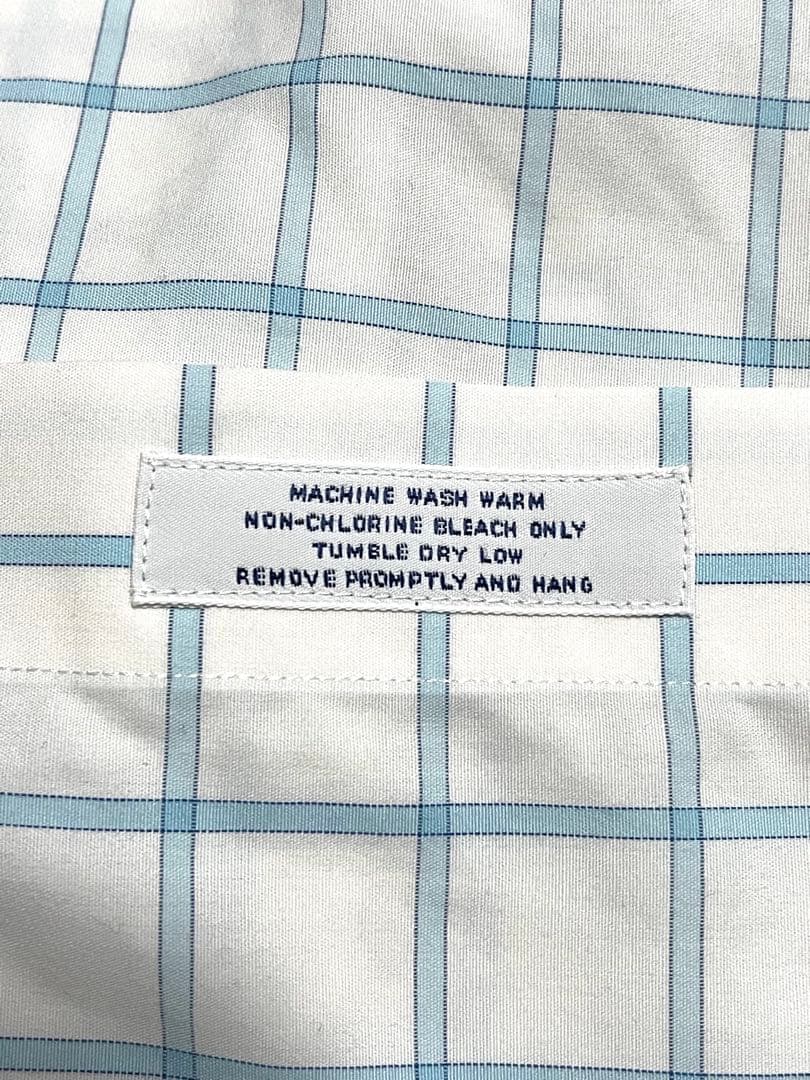 MACHINE WASH WARM
NON-CHLORINE BLEACH ONLY
TUMBLE DRY LOW
REMOVE PROMPTLY AND HANG